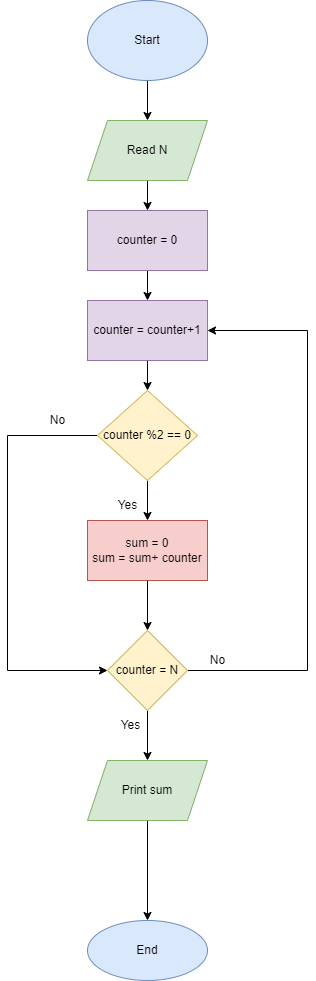 Start
Read N
counter = 0
counter = counter+1
counter %2 == 0
No
Yes
sum = 0
sum = sum+ counter
counter = N
No
Yes
Print sum
End